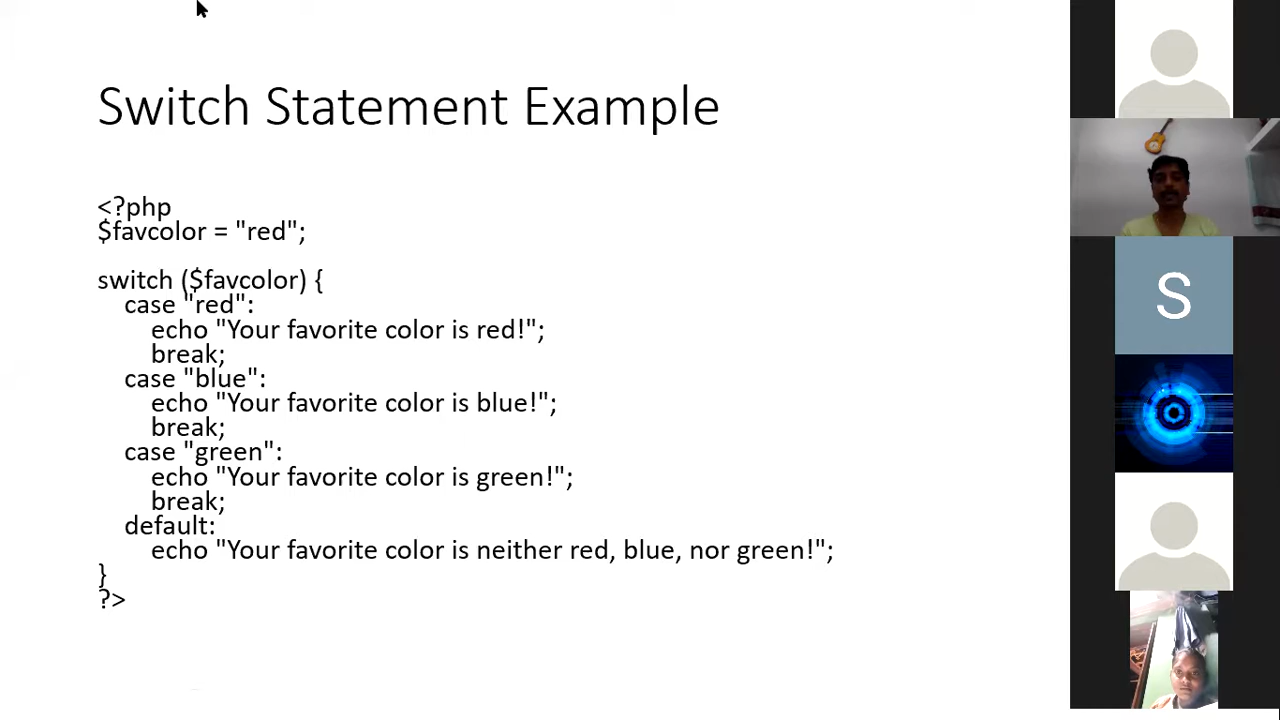 Switch Statement Example
<?php
$favcolor = "red";
switch ($favcolor) {
case "red":
echo "Your favorite color is red!";
break;
case "blue":
echo "Your favorite color is blue!";
break;
case "green":
echo "Your favorite color is green!";
break;
default:
echo "Your favorite color is neither red, blue, nor green!";
}
?>
S